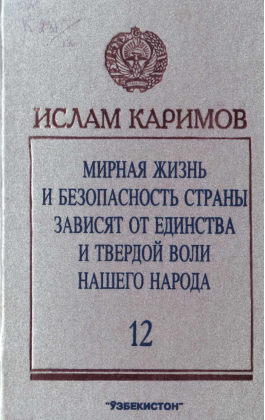 ИСЛАМ КАРИМОВ
МИРНАЯ ЖИЗНЬ
И БЕЗОПАСНОСТЬ СТРАНЫ
ЗАВИСЯТ ОТ ЕДИНСТВА
И ТВЕРДОЙ ВОЛИ
НАШЕГО НАРОДА
12
"ЎЗБЕКИСТОН"